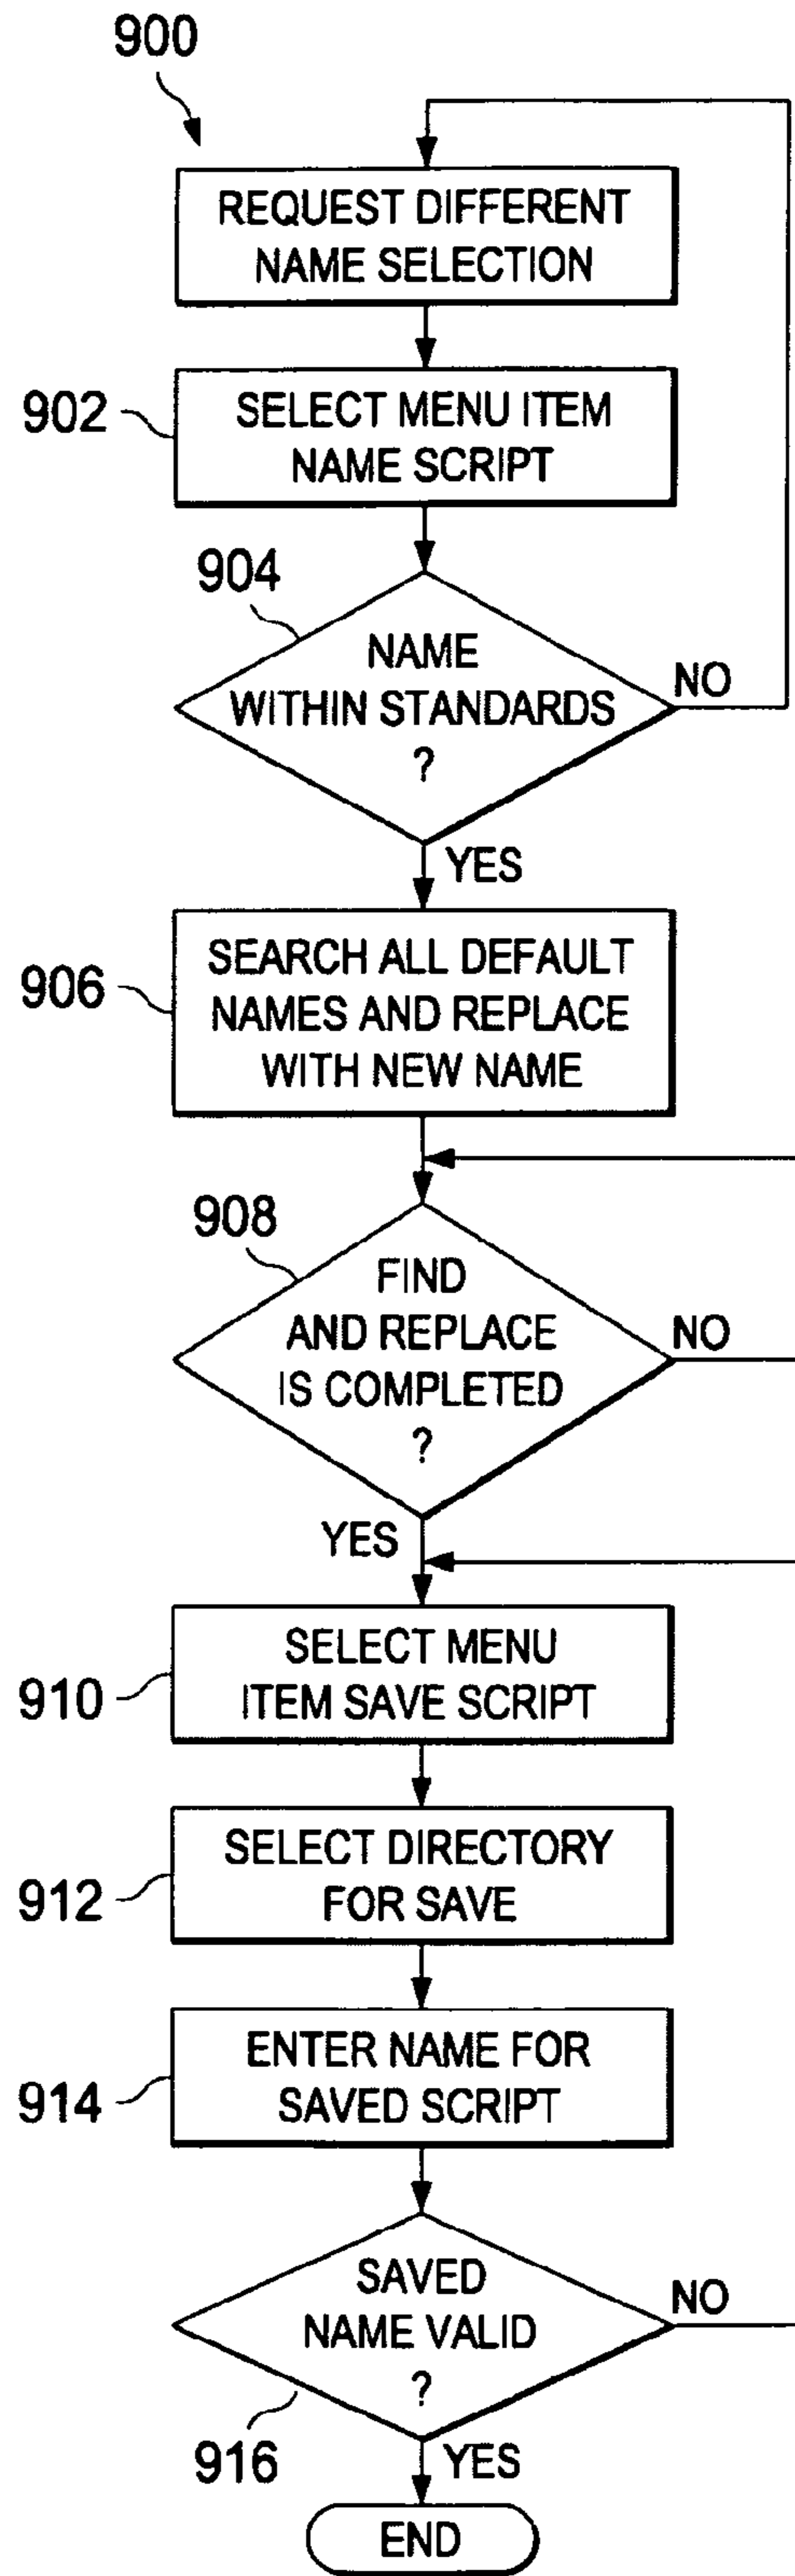 900
REQUEST DIFFERENT
NAME SELECTION
902
SELECT MENU ITEM
NAME SCRIPT
904
NAME
WITHIN STANDARDS
?
NO
YES
906
SEARCH ALL DEFAULT
NAMES AND REPLACE
WITH NEW NAME
908
FIND
AND REPLACE
IS COMPLETED
?
NO
YES
910
SELECT MENU
ITEM SAVE SCRIPT
912
SELECT DIRECTORY
FOR SAVE
914
ENTER NAME FOR
SAVED SCRIPT
SAVED
NAME VALID
?
NO
916
YES
END